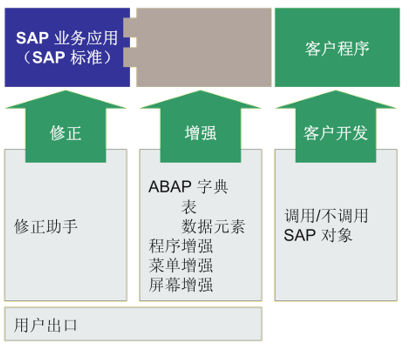 SAP 业务应用
（SAP 标准）
客户程序
修正
增强
客户开发
修正助手
ABAP 字典
表
数据元素
程序增强
菜单增强
屏幕增强
调用/不调用
SAP 对象
用户出口